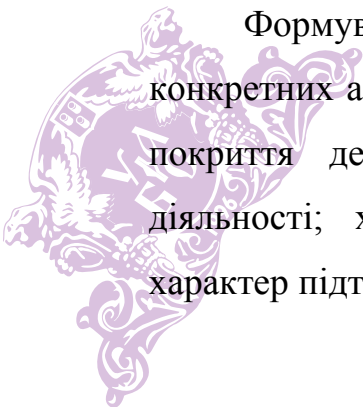 Формув
конкретних а
покриття де
діяльності; х
характер підт